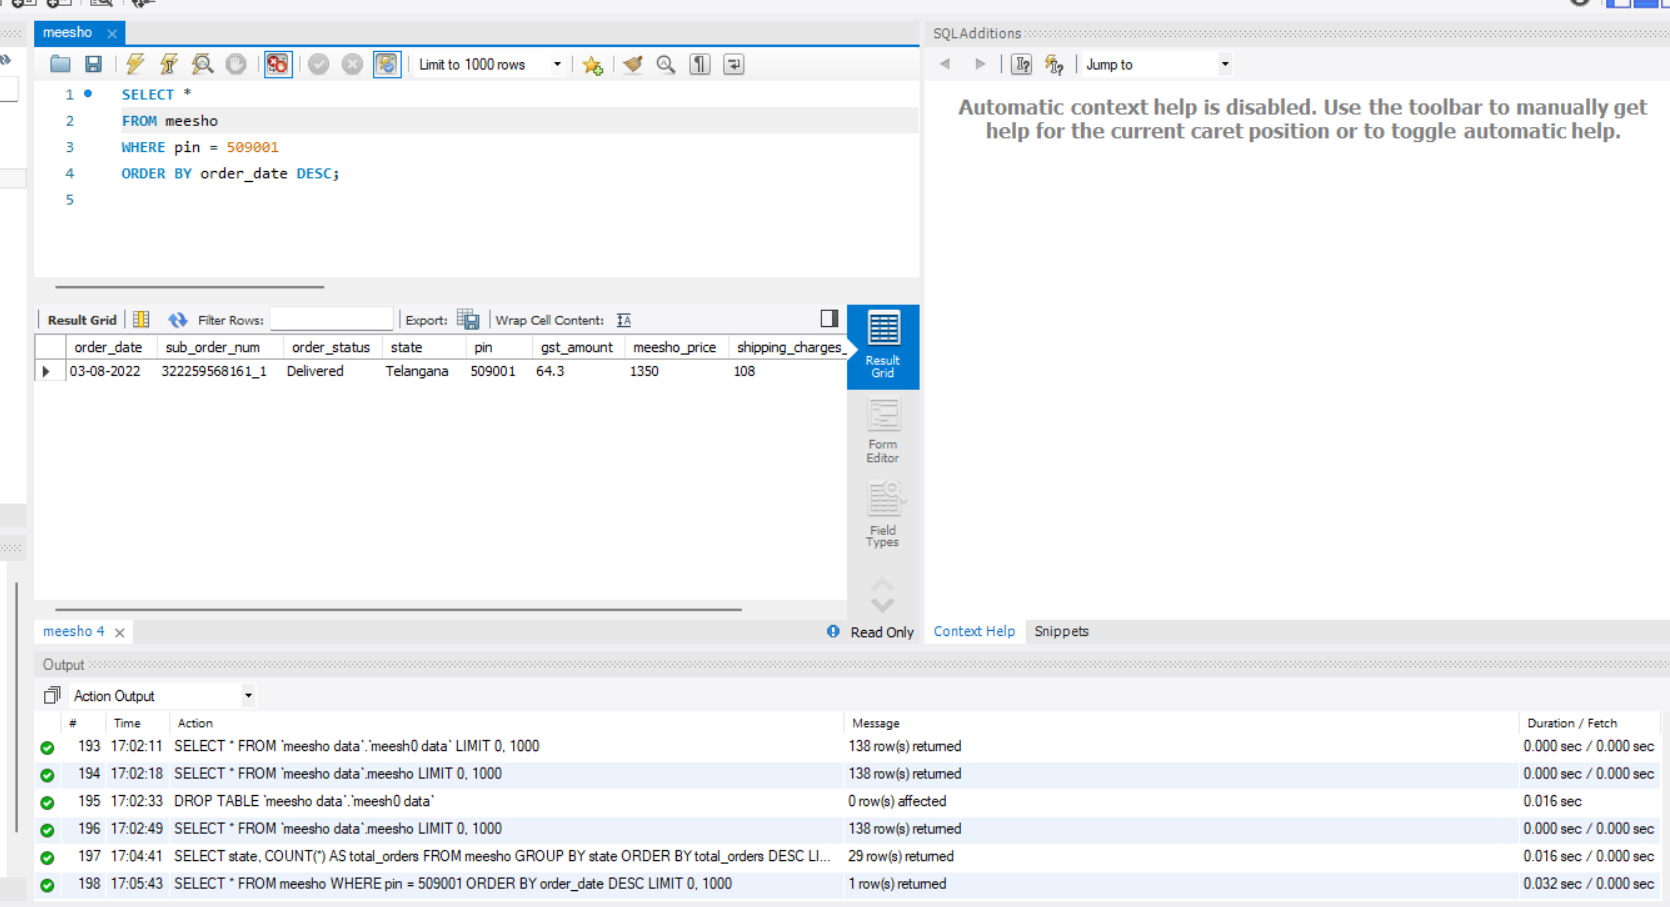 meesho
Limit to 1000 rows
1 SELECT *
2 FROM meesho
3 WHERE pin = 509001
4 ORDER BY order_date DESC;
5
Result Grid Filter Rows: Export: Wrap Cell Content:
order_date sub_order_num order_status state pin gst_amount meesho_price shipping_charges_
03-08-2022 322259568161_1 Delivered Telangana 509001 64.3 1350 108
Result
Grid
Form
Editor
Field
Types
meesho 4
Read Only
SQLAdditions
Jump to
Automatic context help is disabled. Use the toolbar to manually get
help for the current caret position or to toggle automatic help.
Context Help Snippets
Output
Action Output
# Time Action Message Duration / Fetch
193 17:02:11 SELECT * FROM `meesho data`.`meesh0 data` LIMIT 0, 1000 138 row(s) returned 0.000 sec / 0.000 sec
194 17:02:18 SELECT * FROM `meesho data`.meesho LIMIT 0, 1000 138 row(s) returned 0.000 sec / 0.000 sec
195 17:02:33 DROP TABLE `meesho data`.`meesh0 data` 0 row(s) affected 0.016 sec
196 17:02:49 SELECT * FROM `meesho data`.meesho LIMIT 0, 1000 138 row(s) returned 0.000 sec / 0.000 sec
197 17:04:41 SELECT state, COUNT(*) AS total_orders FROM meesho GROUP BY state ORDER BY total_orders DESC LI... 29 row(s) returned 0.016 sec / 0.000 sec
198 17:05:43 SELECT * FROM meesho WHERE pin = 509001 ORDER BY order_date DESC LIMIT 0, 1000 1 row(s) returned 0.032 sec / 0.000 sec